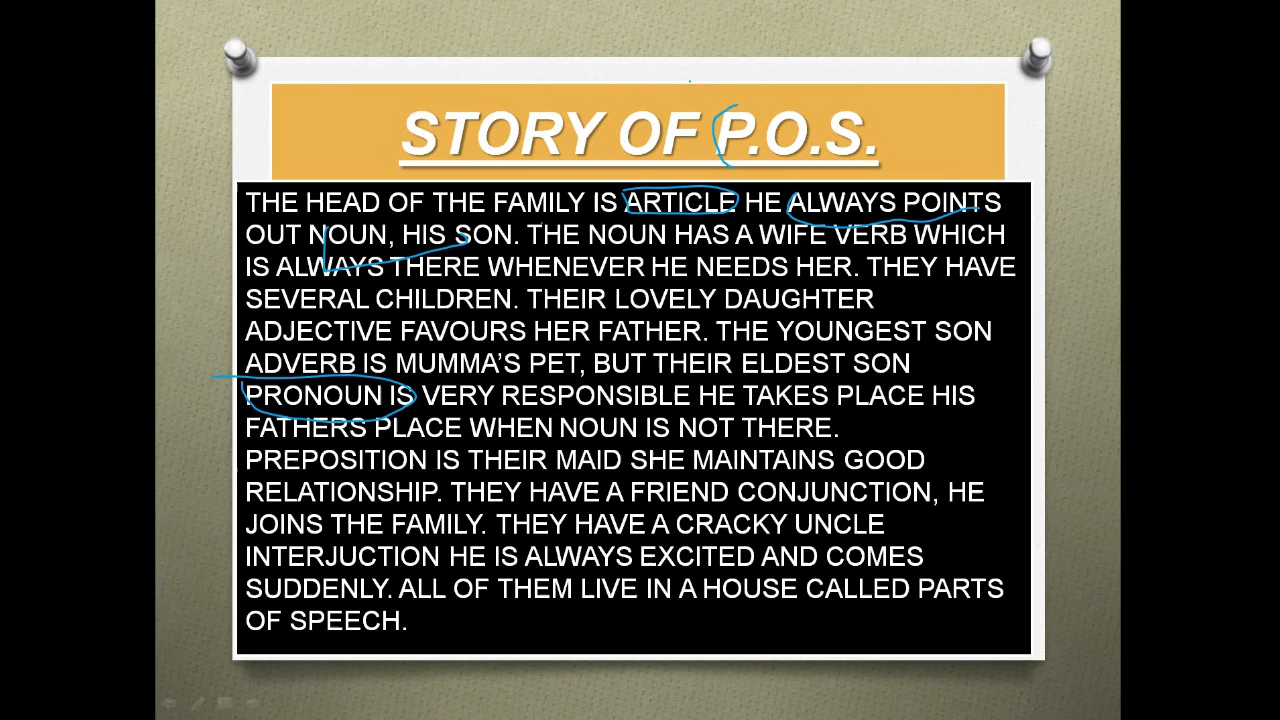 STORY OF P.O.S.
THE HEAD OF THE FAMILY IS ARTICLE HE ALWAYS POINTS
OUT NOUN, HIS SON. THE NOUN HAS A WIFE VERB WHICH
IS ALWAYS THERE WHENEVER HE NEEDS HER. THEY HAVE
SEVERAL CHILDREN. THEIR LOVELY DAUGHTER
ADJECTIVE FAVOURS HER FATHER. THE YOUNGEST SON
ADVERB IS MUMMA’S PET, BUT THEIR ELDEST SON
PRONOUN IS VERY RESPONSIBLE HE TAKES PLACE HIS
FATHERS PLACE WHEN NOUN IS NOT THERE.
PREPOSITION IS THEIR MAID SHE MAINTAINS GOOD
RELATIONSHIP. THEY HAVE A FRIEND CONJUNCTION, HE
JOINS THE FAMILY. THEY HAVE A CRACKY UNCLE
INTERJUCTION HE IS ALWAYS EXCITED AND COMES
SUDDENLY. ALL OF THEM LIVE IN A HOUSE CALLED PARTS
OF SPEECH.